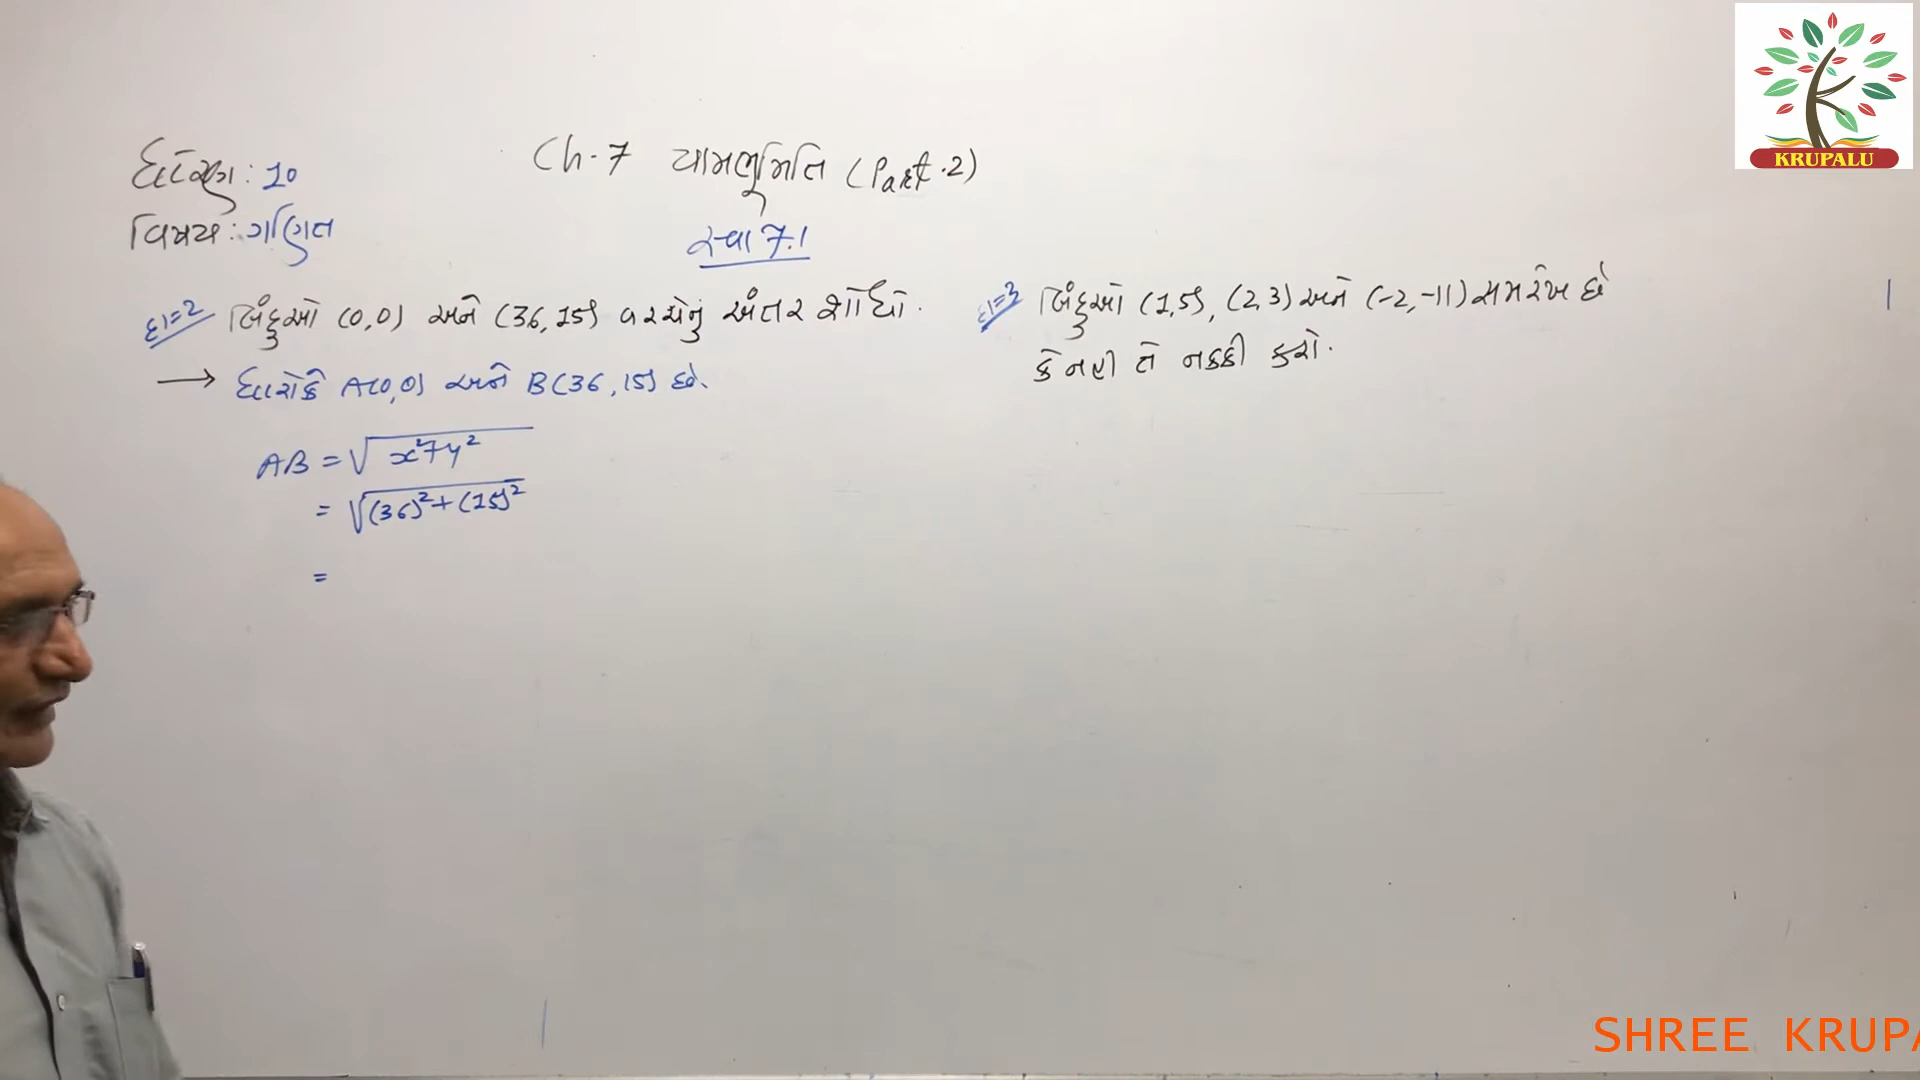 ધોરણ : 10
Ch-7 યામભૂમિતિ (Part-2)
વિષય : ગણિત
સ્વા 7.1
દા=2 બિંદુઓ (0,0) અને (36,15) વચ્ચેનું અંતર શોધો.
→ ધારોકે A(0,0) અને B(36,15) છે.
AB = √x²+y²
= √(36)²+(15)²
=
દા=3 બિંદુઓ (1,5), (2,3) અને (-2,-11) સમરેખ છે
કે નહી તે નક્કી કરો.
KRUPALU
SHREE KRUPA